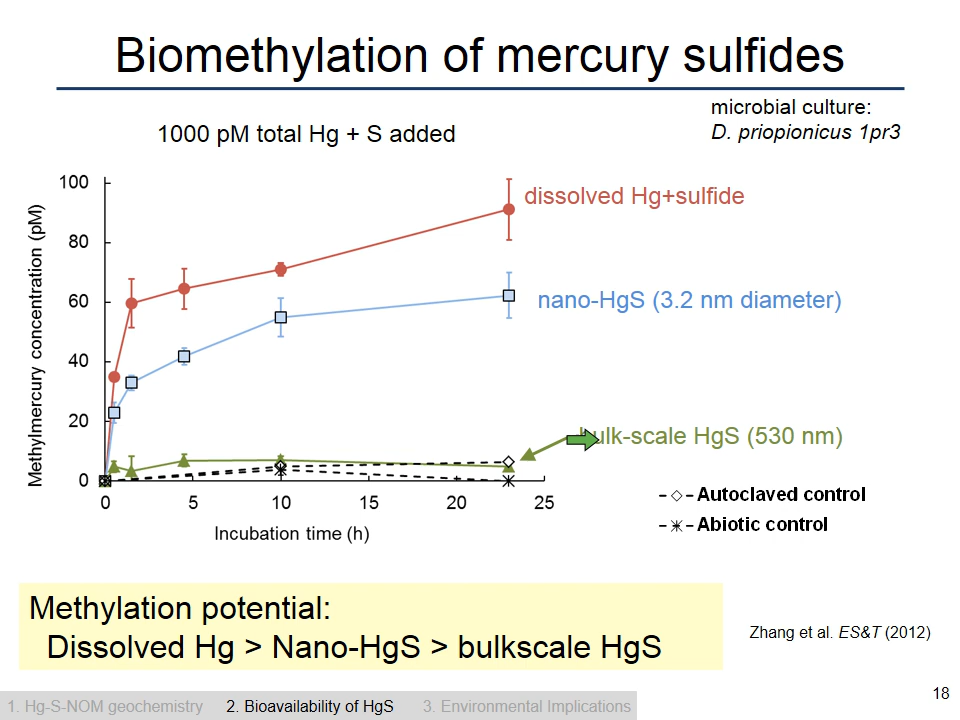 Biomethylation of mercury sulfides
microbial culture:
D. priopionicus 1pr3
1000 pM total Hg + S added
Methylmercury concentration (pM)
100
80
60
40
20
0
0 5 10 15 20 25
Incubation time (h)
dissolved Hg+sulfide
nano-HgS (3.2 nm diameter)
bulk-scale HgS (530 nm)
Autoclaved control
Abiotic control
Methylation potential:
Dissolved Hg > Nano-HgS > bulkscale HgS
Zhang et al. ES&T (2012)
18
1. Hg-S-NOM geochemistry 2. Bioavailability of HgS 3. Environmental Implications